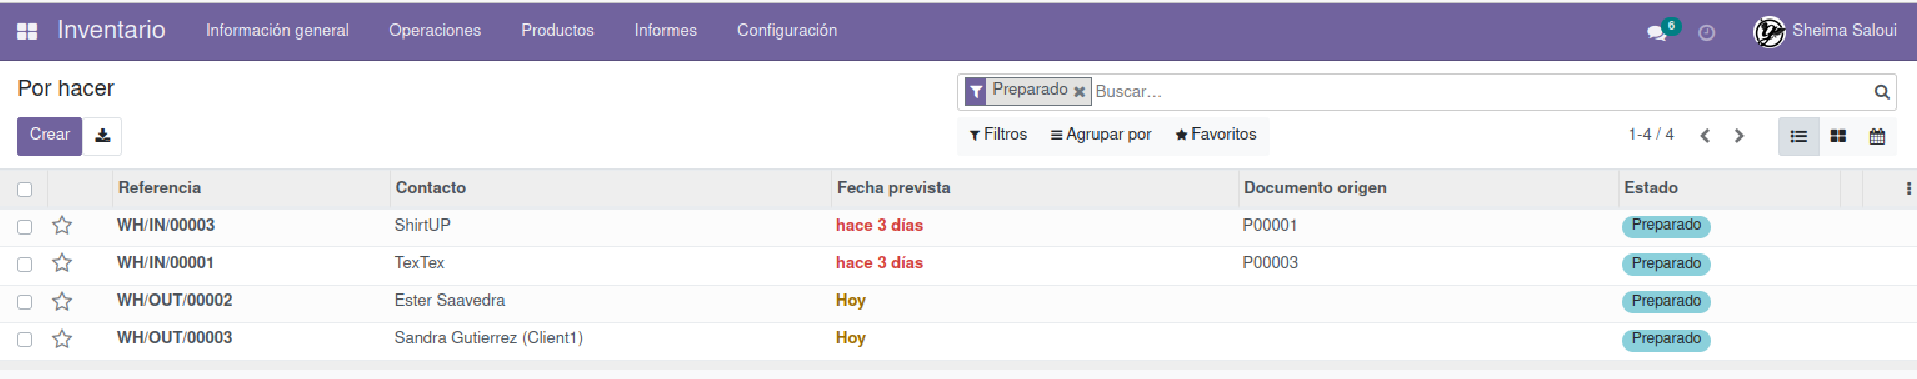 Inventario Información general Operaciones Productos Informes Configuración 6 Sheima Saloui
Por hacer Preparado Buscar...
Crear Filtros Agrupar por Favoritos 1-4 / 4
Referencia Contacto Fecha prevista Documento origen Estado
WH/IN/00003 ShirtUP hace 3 días P00001 Preparado
WH/IN/00001 TexTex hace 3 días P00003 Preparado
WH/OUT/00002 Ester Saavedra Hoy Preparado
WH/OUT/00003 Sandra Gutierrez (Client1) Hoy Preparado